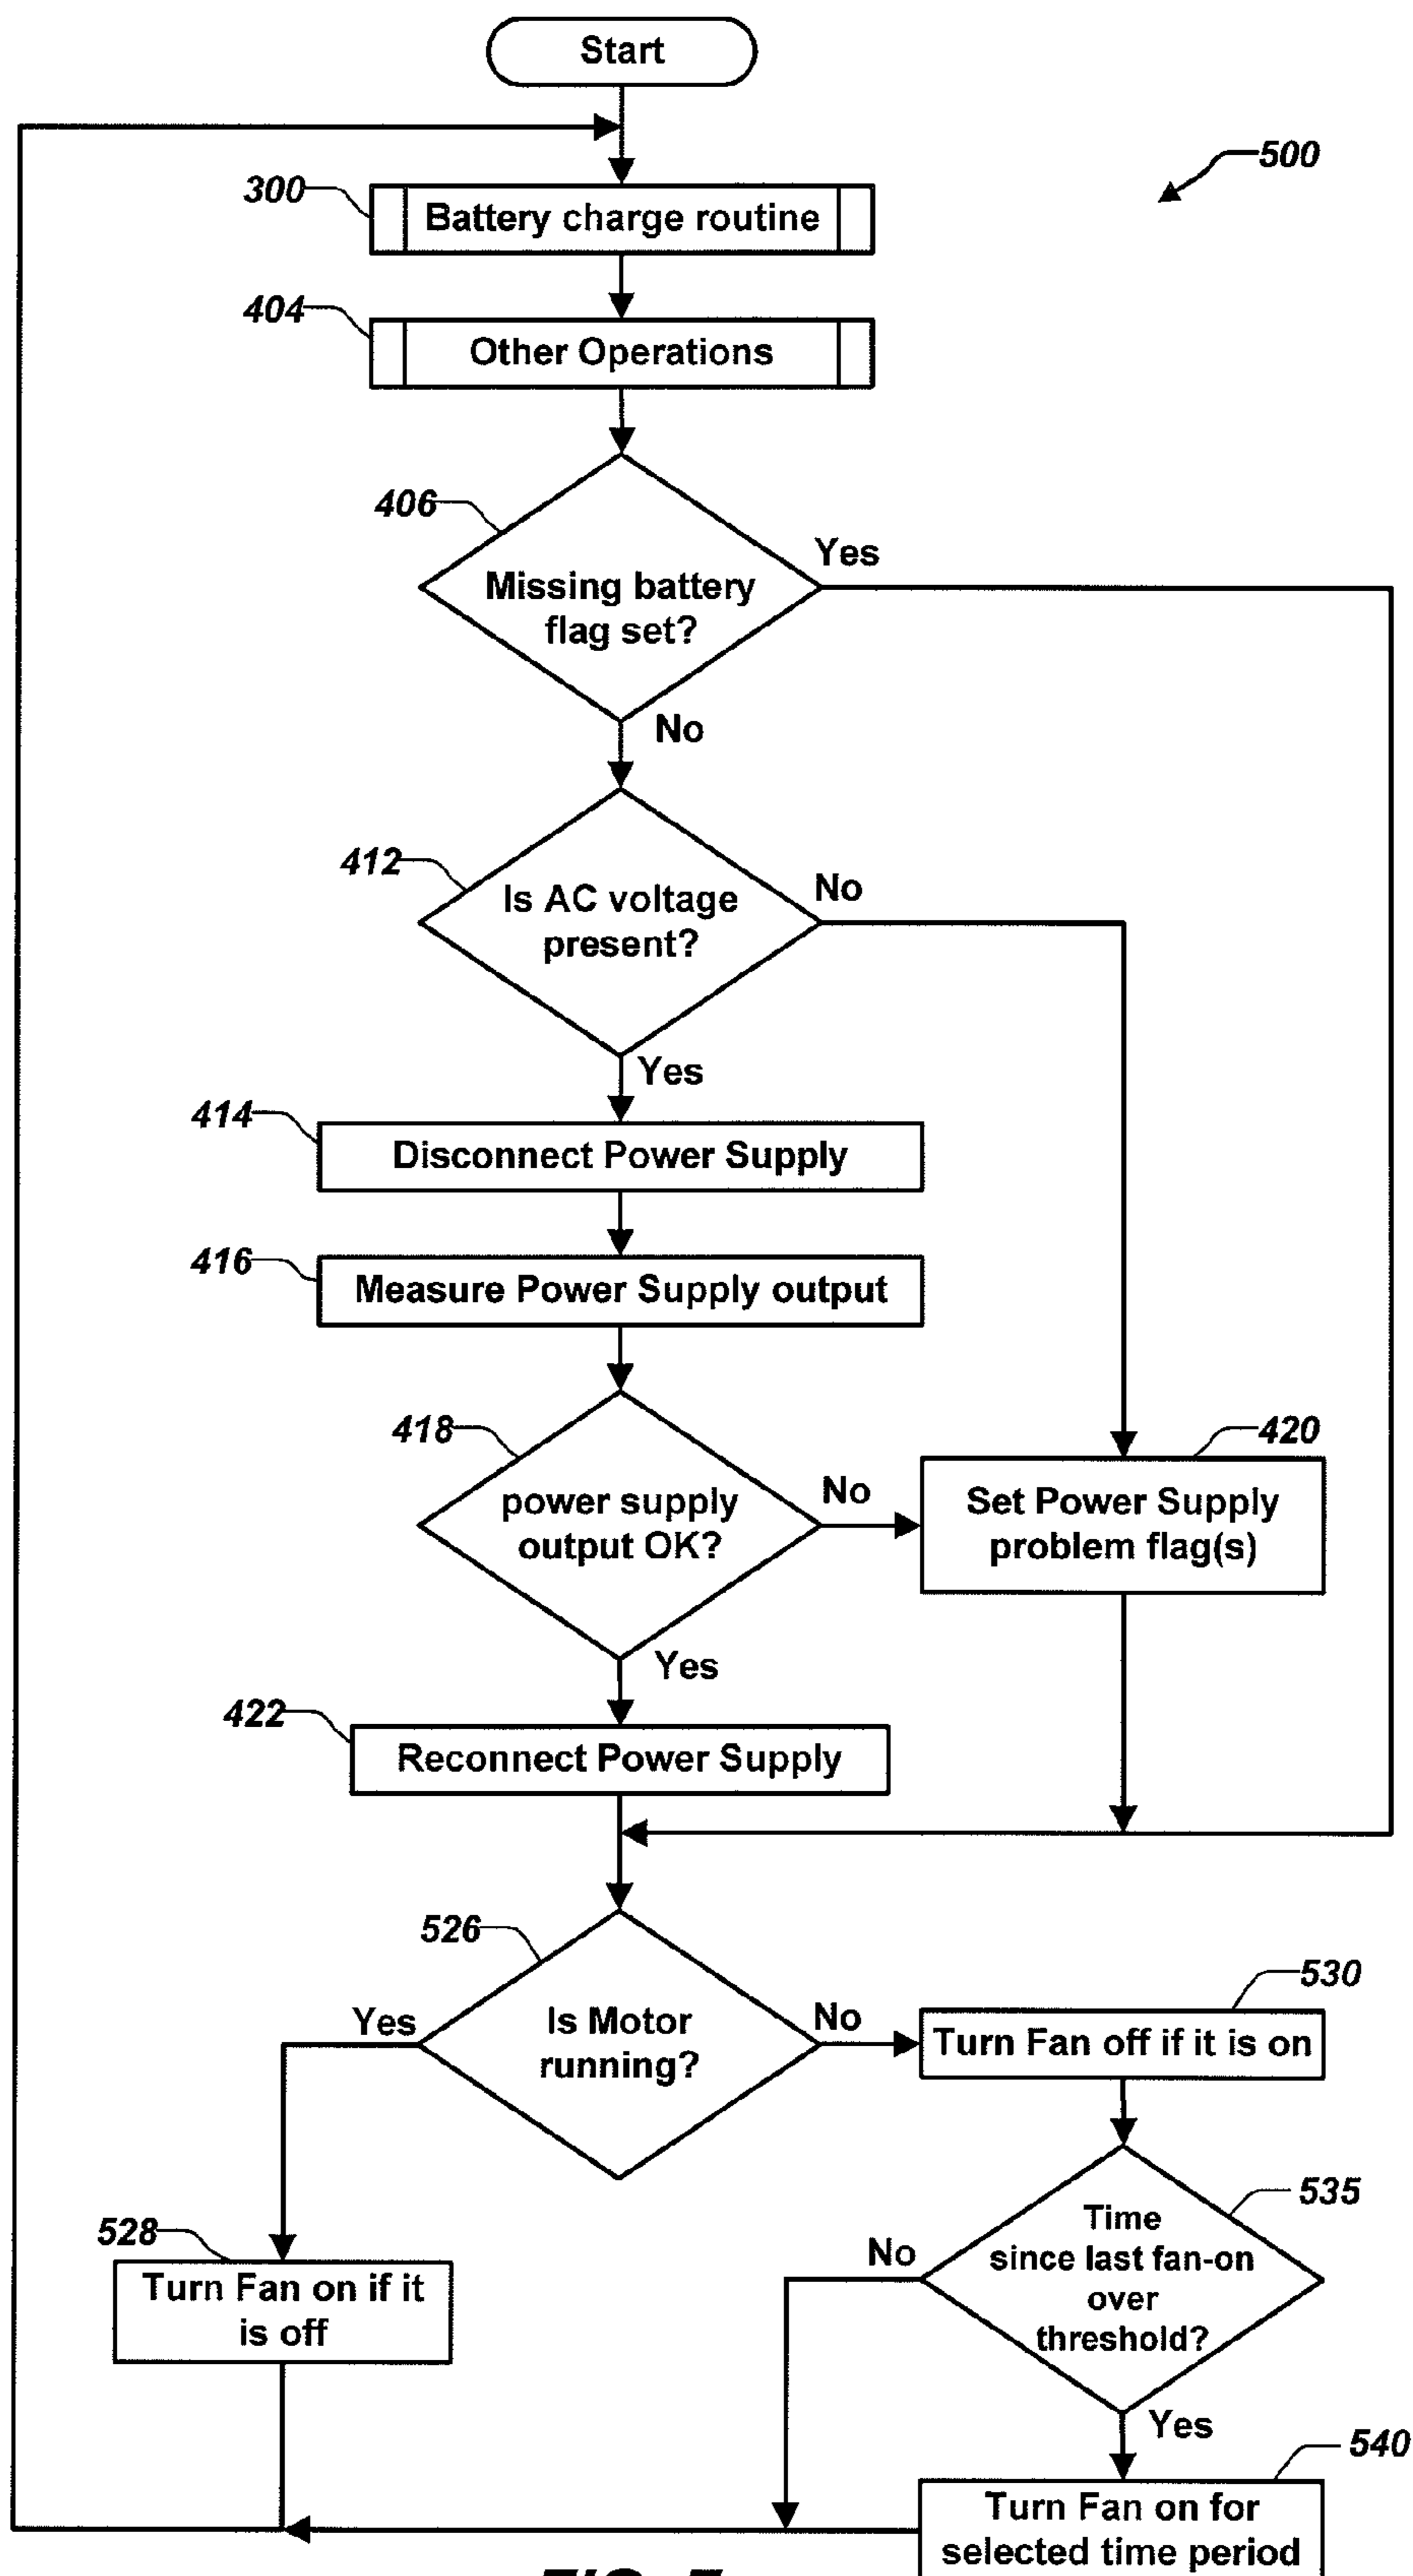 Start
500
300
Battery charge routine
404
Other Operations
406
Yes
Missing battery
flag set?
No
412
No
Is AC voltage
present?
Yes
414
Disconnect Power Supply
416
Measure Power Supply output
418
420
No
power supply
output OK?
Set Power Supply
problem flag(s)
Yes
422
Reconnect Power Supply
526
530
Yes
No
Is Motor
running?
Turn Fan off if it is on
535
528
Time
since last fan-on
over
threshold?
No
Turn Fan on if it
is off
Yes
540
Turn Fan on for
selected time period